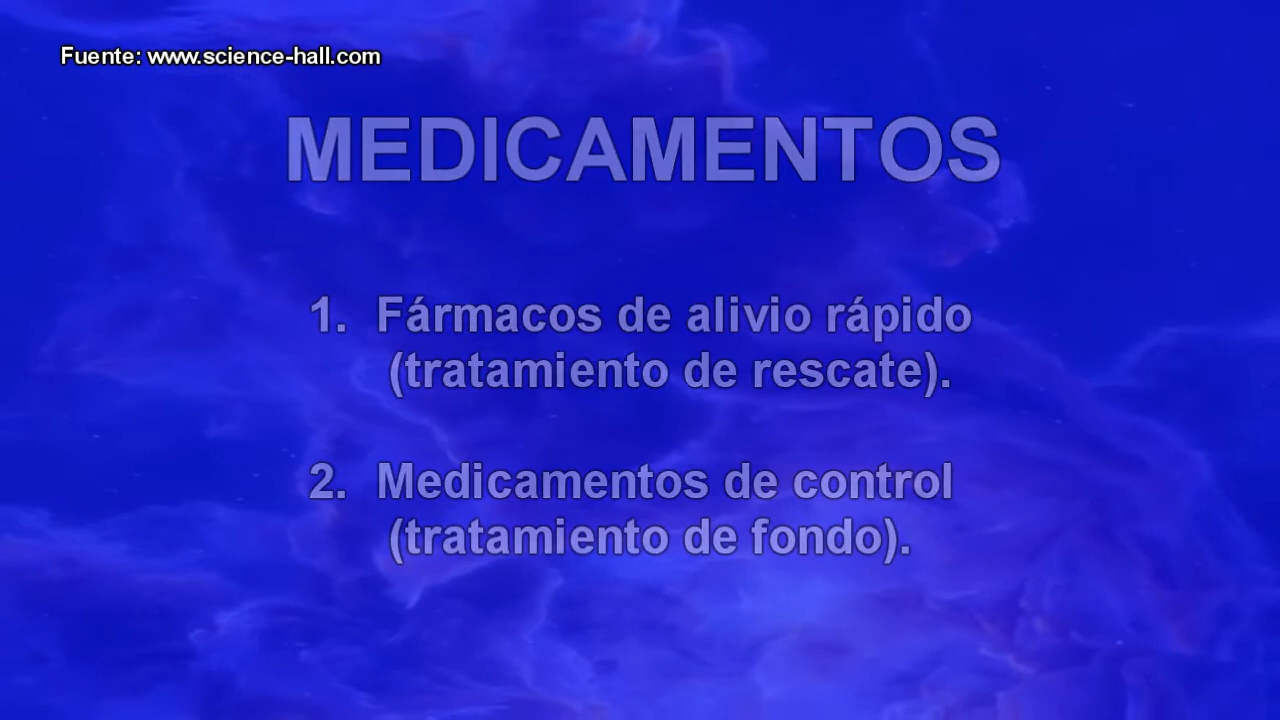 Fuente: www.science-hall.com
MEDICAMENTOS
1. Fármacos de alivio rápido
(tratamiento de rescate).
2. Medicamentos de control
(tratamiento de fondo).